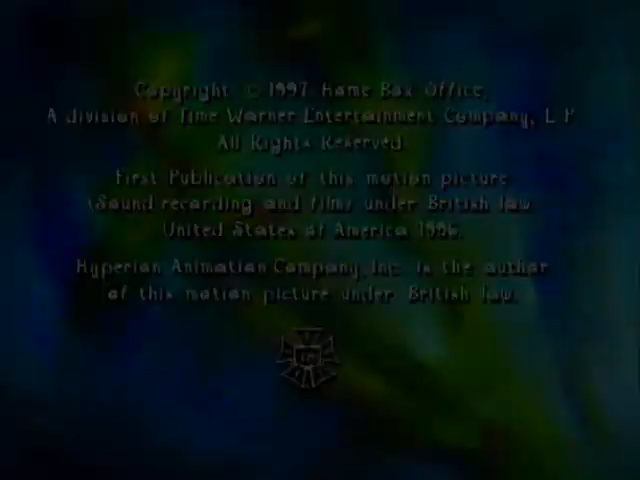 Copyright © 1997 Home Box Office,
A division of Time Warner Entertainment Company, L.P.
All Rights Reserved
First Publication of this motion picture
(Sound recording and film) under British law
United States of America 1996.
Hyperion Animation Company, Inc. is the author
of this motion picture under British law.